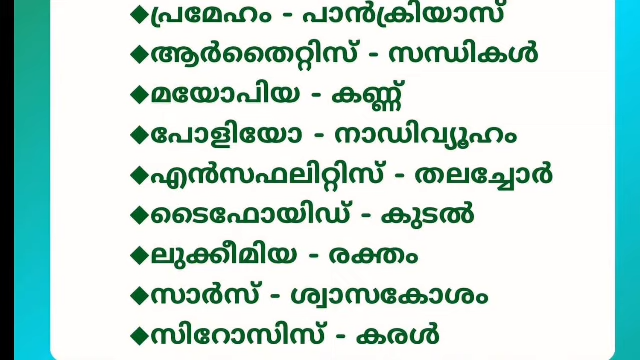 ◆പ്രമേഹം - പാൻക്രിയാസ്
◆ആർതൈറ്റിസ് - സന്ധികൾ
◆മയോപിയ - കണ്ണ്
◆പോളിയോ - നാഡിവ്യൂഹം
◆എൻസഫലിറ്റിസ് - തലച്ചോർ
◆ടൈഫോയിഡ് - കുടൽ
◆ലുക്കീമിയ - രക്തം
◆സാർസ് - ശ്വാസകോശം
◆സിറോസിസ് - കരൾ